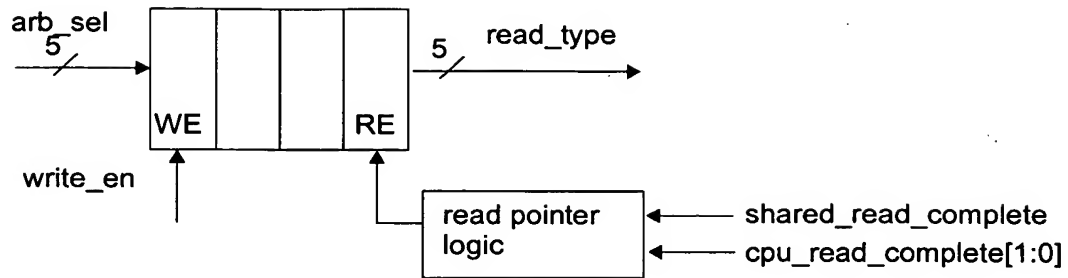 arb_sel
5
5
read_type
WE
RE
write_en
read pointer
logic
shared_read_complete
cpu_read_complete[1:0]